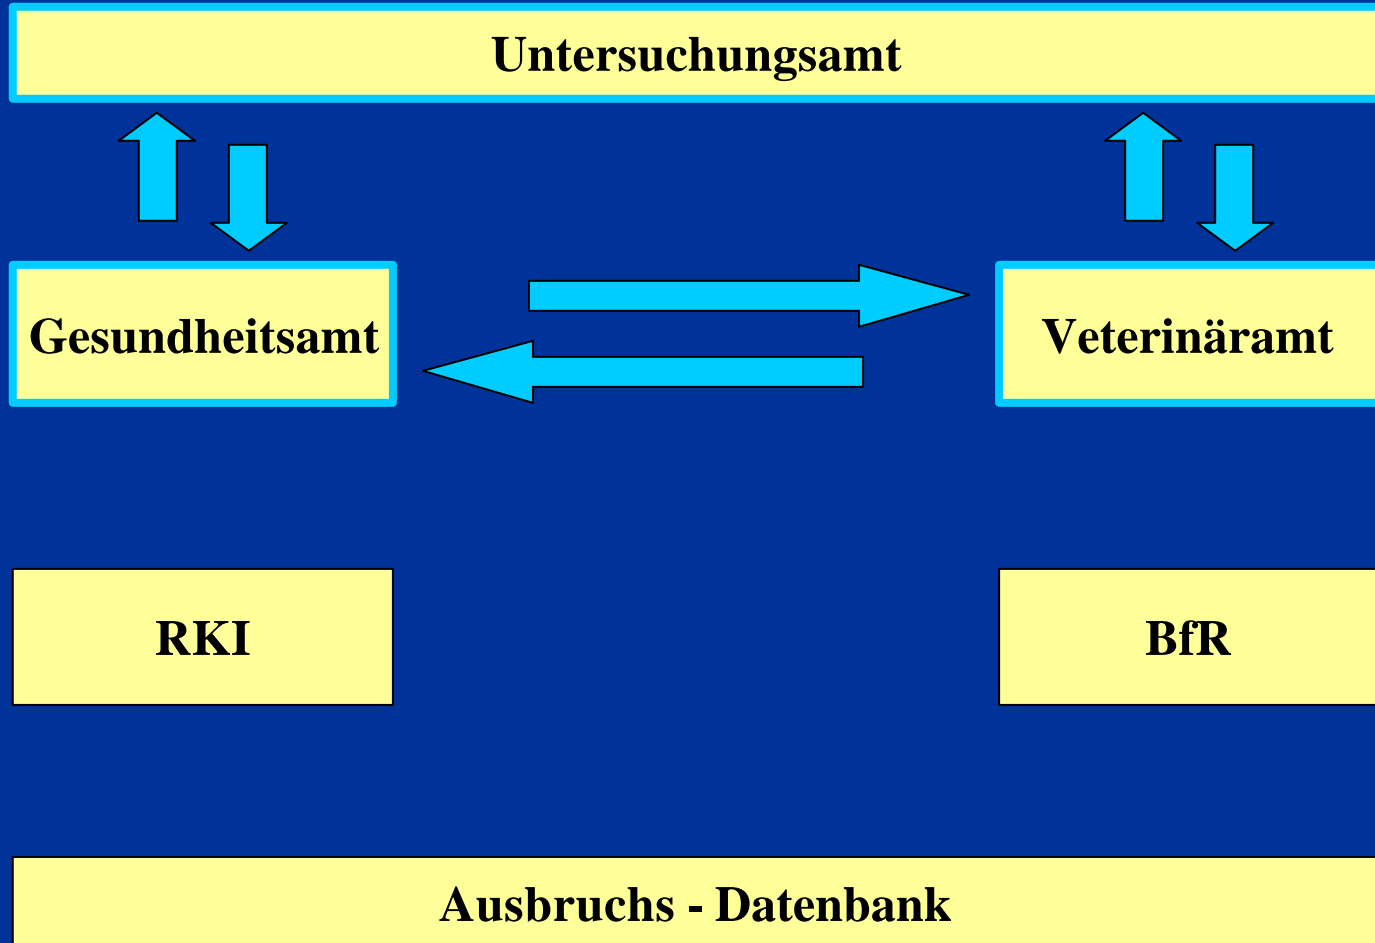 Untersuchungsamt
Gesundheitsamt
Veterinäramt
RKI
BfR
Ausbruchs - Datenbank